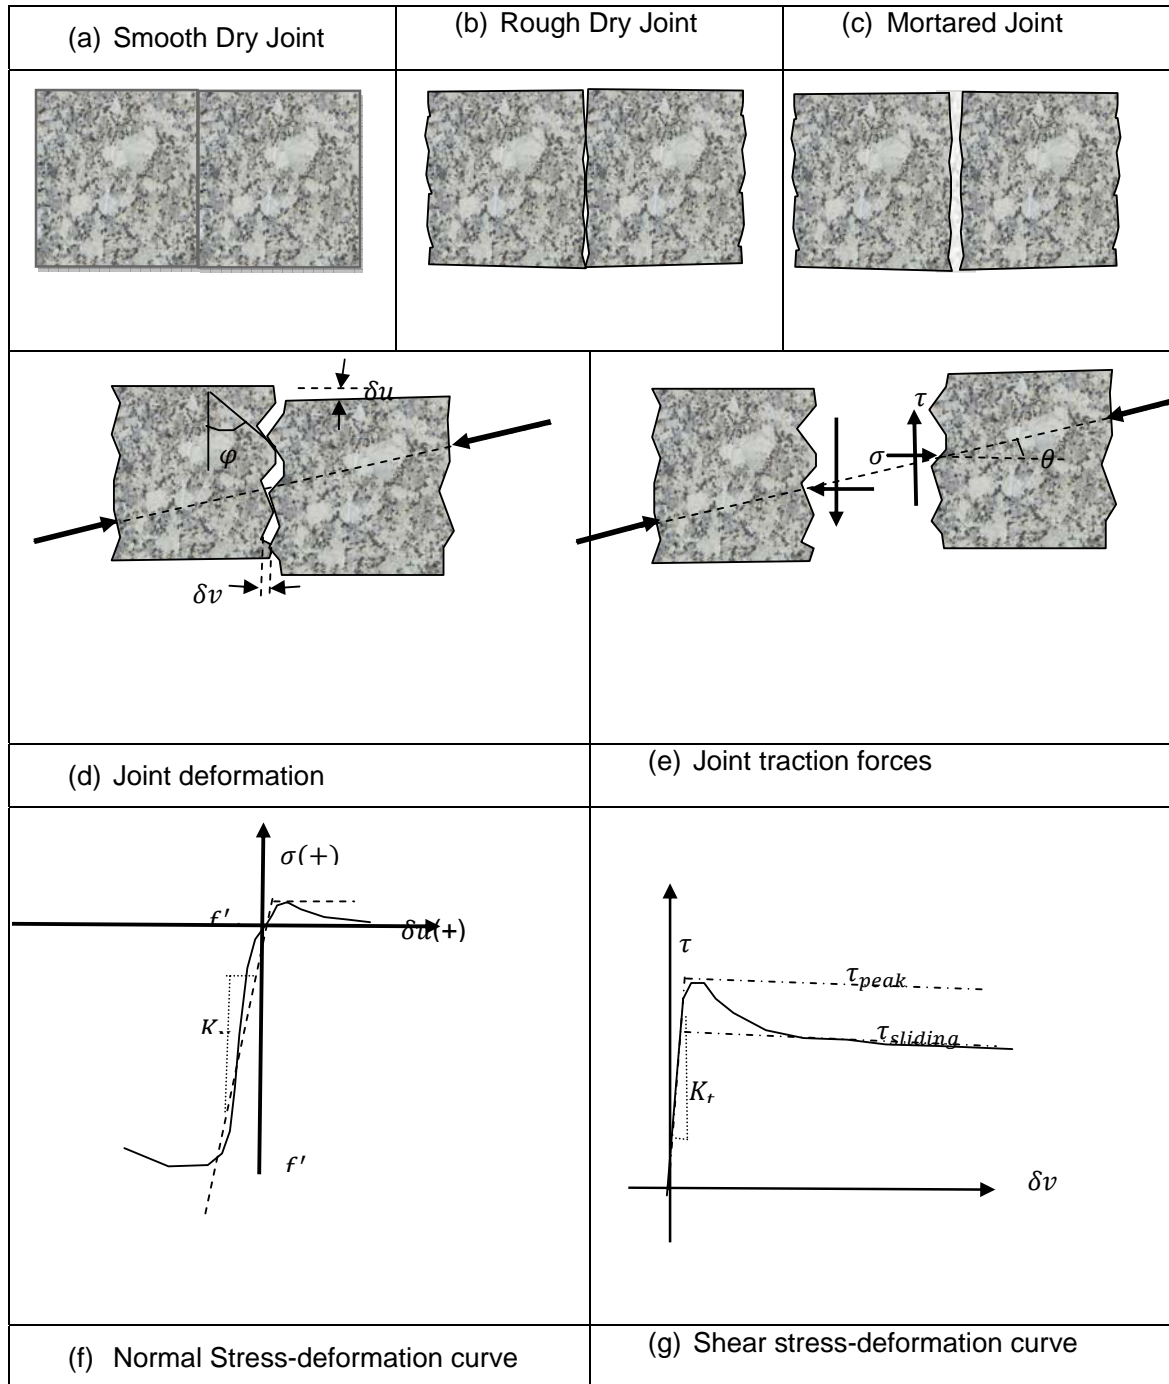 (a) Smooth Dry Joint
(b) Rough Dry Joint
(c) Mortared Joint
δu
φ
δv
τ
σ
θ
(d) Joint deformation
(e) Joint traction forces
σ(+)
f'
δu(+)
K
f'
τ
τpeak
τsliding
Kt
δv
(f) Normal Stress-deformation curve
(g) Shear stress-deformation curve